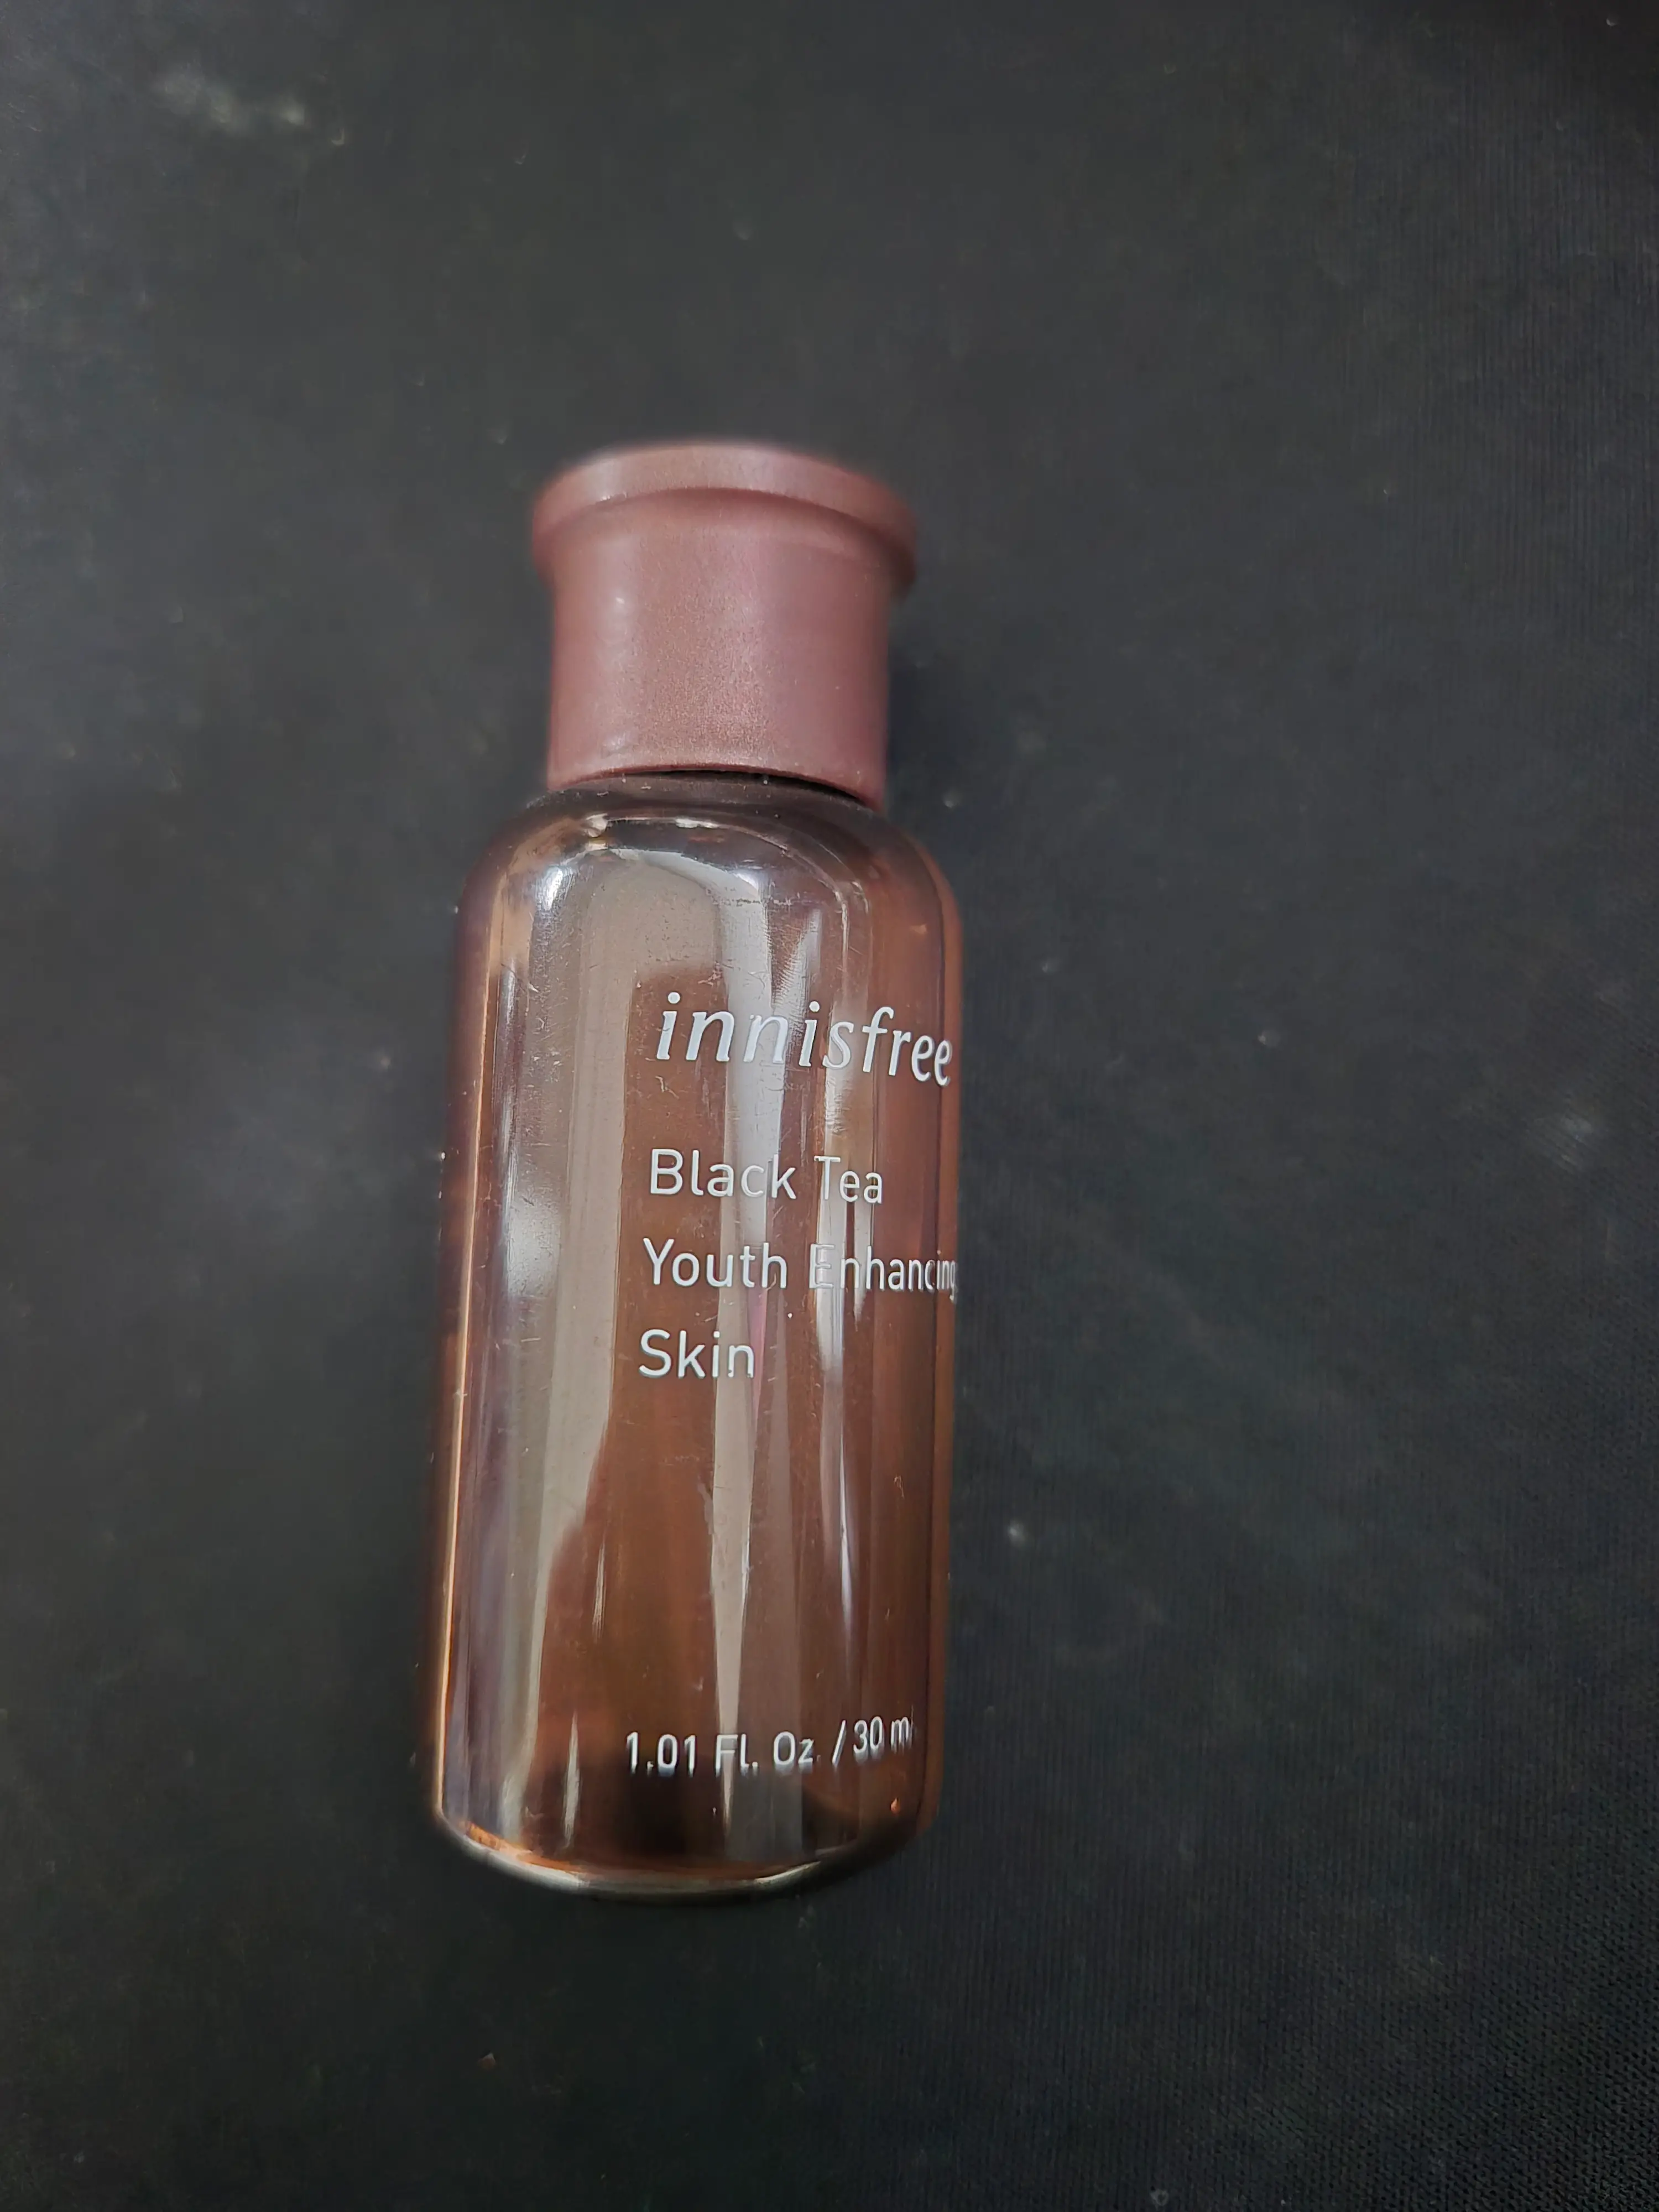 innisfree
Black Tea
Youth Enhancing
Skin
1.01 Fl. Oz. / 30 ml